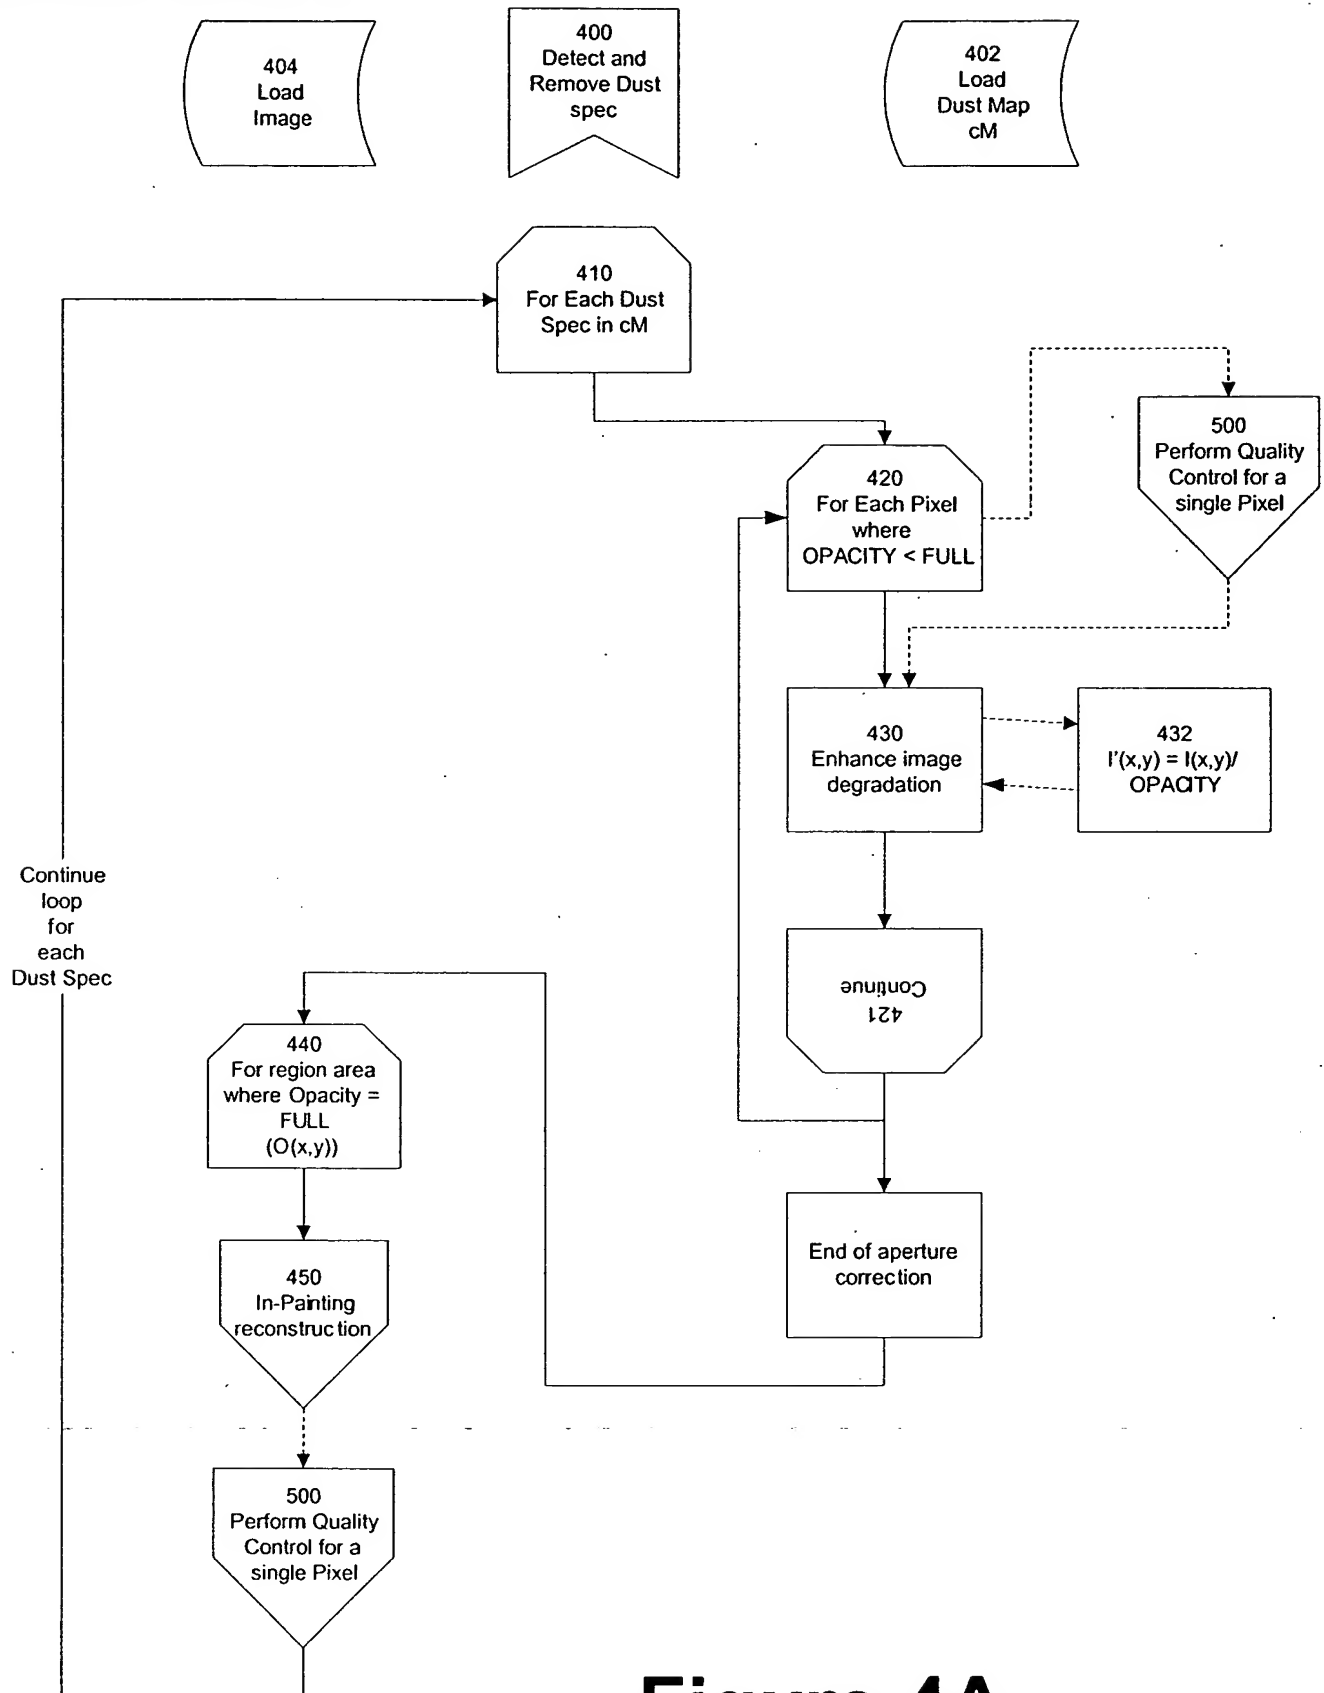 404
Load
Image
400
Detect and
Remove Dust
spec
402
Load
Dust Map
cM
410
For Each Dust
Spec in cM
420
For Each Pixel
where
OPACITY < FULL
500
Perform Quality
Control for a
single Pixel
430
Enhance image
degradation
432
I'(x,y) = I(x,y)/
OPACITY
Continue
loop
for
each
Dust Spec
421
Continue
440
For region area
where Opacity =
FULL
(O(x,y))
End of aperture
correction
450
In-Painting
reconstruction
500
Perform Quality
Control for a
single Pixel
Figure 4A